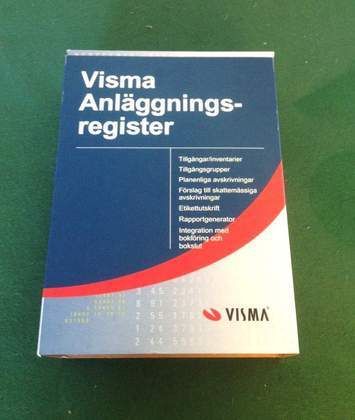 Visma
Anläggnings-
register
Tillgångar/inventarier
Tillgångsgrupper
Planenliga avskrivningar
Förslag till skattemässiga
avskrivningar
Etikettutskrift
Rapportgenerator
Integration med
bokföring och
bokslut
VISMA